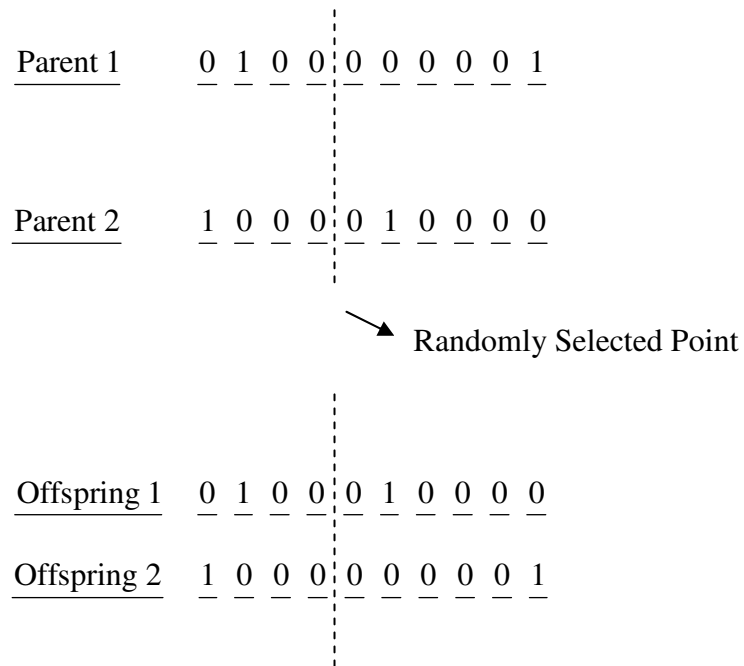 Parent 1 0 1 0 0 0 0 0 0 0 1
Parent 2 1 0 0 0 0 1 0 0 0 0
Randomly Selected Point
Offspring 1 0 1 0 0 0 1 0 0 0 0
Offspring 2 1 0 0 0 0 0 0 0 0 1